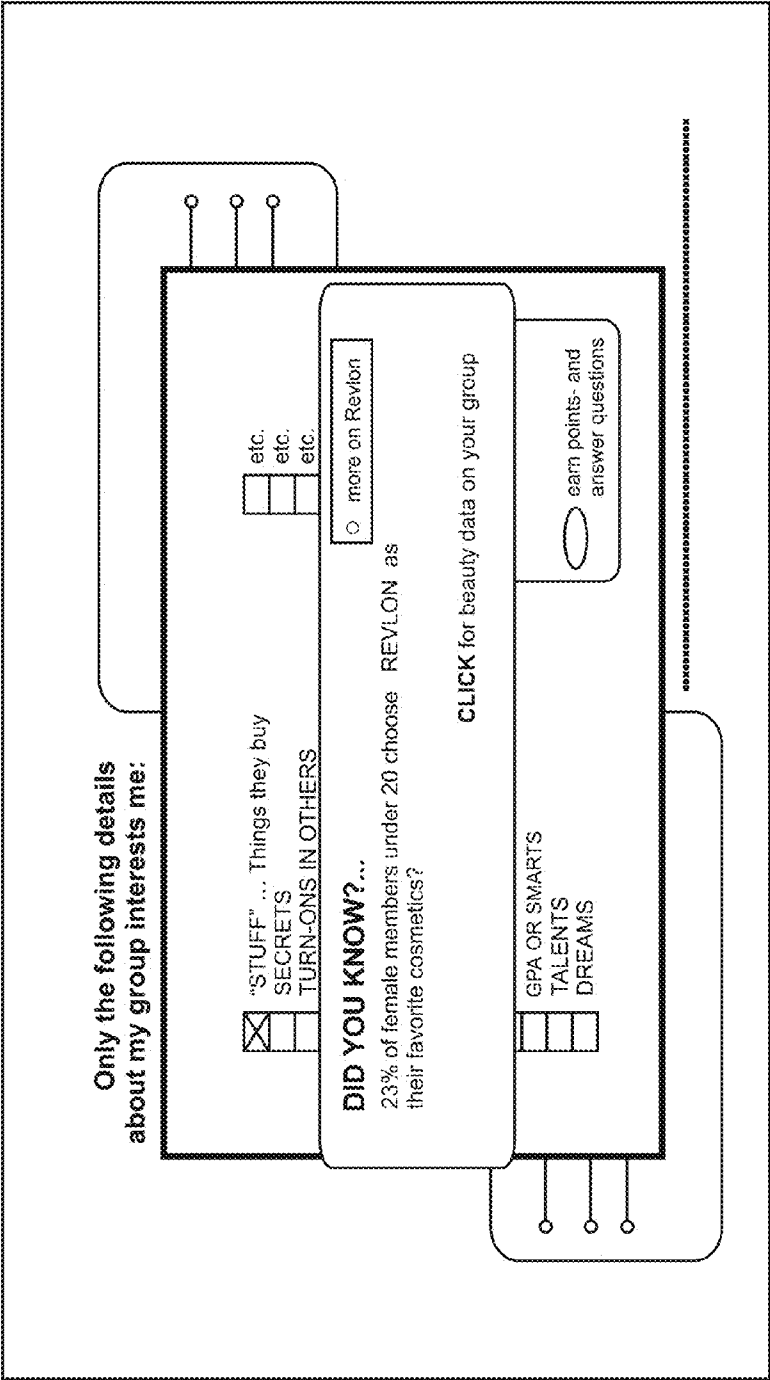 Only the following details
about my group interests me:
"STUFF" ... Things they buy
SECRETS
TURN-ONS IN OTHERS
etc.
etc.
etc.
DID YOU KNOW?...
more on Revlon
23% of female members under 20 choose REVLON as
their favorite cosmetics?
CLICK for beauty data on your group
GPA OR SMARTS
TALENTS
DREAMS
earn points- and
answer questions